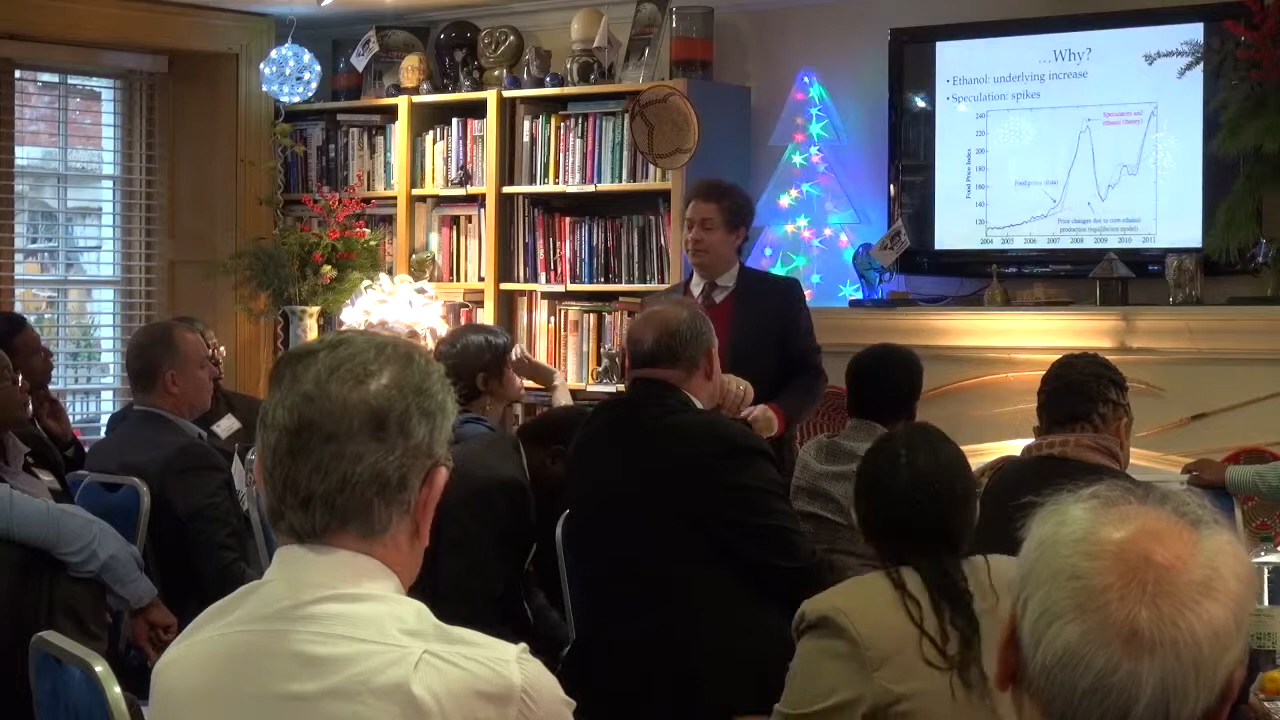 ...Why?
• Ethanol: underlying increase
• Speculation: spikes
240
220
200
180
160
140
120
Food Price Index
Speculators and
ethanol (theory)
Food prices (data)
Price changes due to corn ethanol
production (equilibrium model)
2004 2005 2006 2007 2008 2009 2010 2011